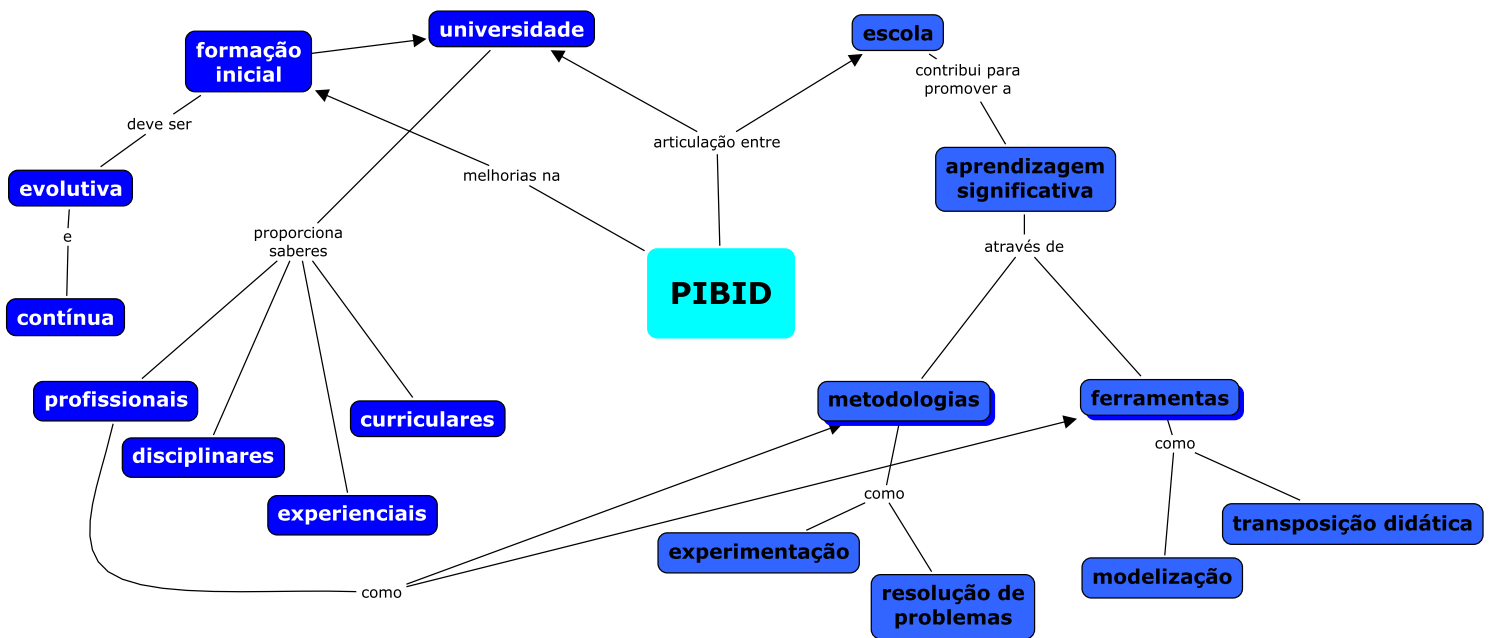 universidade
escola
formação
inicial
contribui para
promover a
deve ser
articulação entre
melhorias na
aprendizagem
significativa
evolutiva
e
proporciona
saberes
através de
PIBID
contínua
profissionais
metodologias
ferramentas
curriculares
disciplinares
como
como
experienciais
transposição didática
experimentação
modelização
como
resolução de
problemas